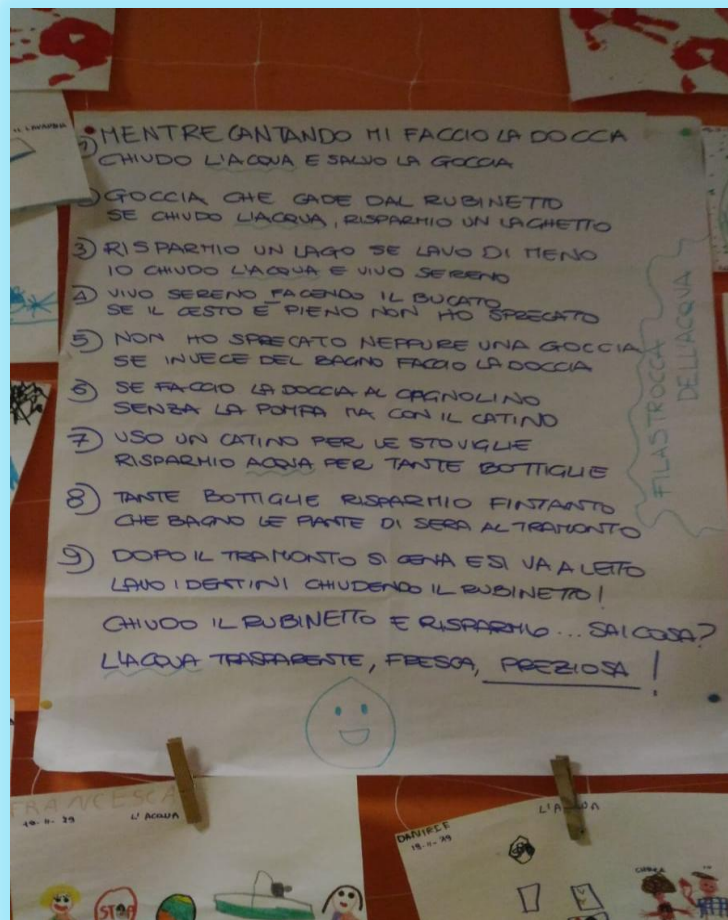 1) MENTRE CANTANDO MI FACCIO LA DOCCA
CHIUDO L'ACQUA E SALVO LA GOCCIA
GOCCIA CHE CADE DAL RUBINETTO
SE CHIUDO L'ACQUA, RISPARMIO UN LAGHETTO
3) RISPARMIO UN LAGO SE LAVO DI MENO
IO CHIUDO L'ACQUA E VIVO SERENO
4) VIVO SERENO FACENDO IL BUCATO
SE IL CESTO È PIENO NON HO SPRECATO
5) NON HO SPRECATO NEPPURE UNA GOCCIA
SE INVECE DEL BAGNO FACCIO LA DOCCIA
6) SE FACCIO LA DOCCIA AL CAGNOLINO
SENZA LA POMPA MA CON IL CATINO
7) USO UN CATINO PER LE STOVIGLIE
RISPARMIO ACQUA PER TANTE BOTTIGLIE
8) TANTE BOTTIGLIE RISPARMIO FINTANTO
CHE BAGNO LE PIANTE DI SERA AL TRAMONTO
9) DOPO IL TRAMONTO SI CENA E SI VA A LETTO
LAVO I DENTINI CHIUDENDO IL RUBINETTO!
CHIUDO IL RUBINETTO E RISPARMIO... SAI COSA?
L'ACQUA TRASPARENTE, FRESCA, PREZIOSA!
FILASTROCCA
DELL'ACQUA
FRANCESCA
L'ACQUA
STOP
L'ACQUA